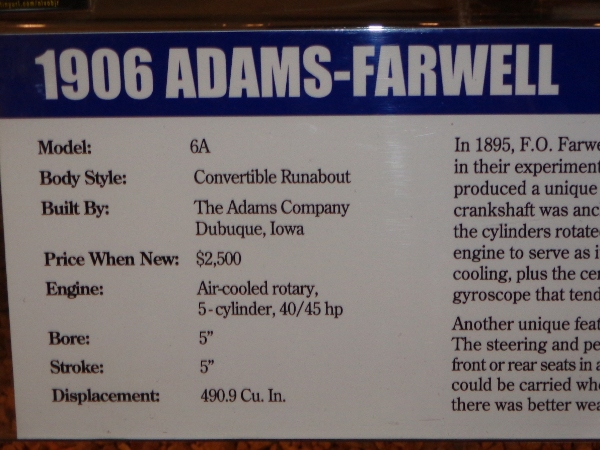 1906 ADAMS-FARWELL
Model: 6A
Body Style: Convertible Runabout
Built By: The Adams Company
Dubuque, Iowa
Price When New: $2,500
Engine: Air-cooled rotary,
5-cylinder, 40/45 hp
Bore: 5”
Stroke: 5”
Displacement: 490.9 Cu. In.
In 1895, F.O.
in their
produced a unique
crankshaft was
the cylinders
engine to serve as
cooling, plus the
gyroscope that
Another unique
The steering and
front or rear seats in
could be carried
there was better